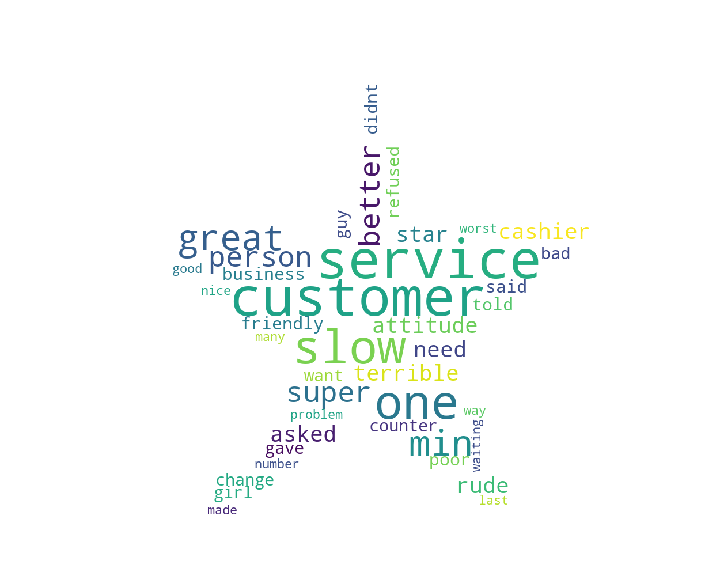 didnt
better
refused
guy
great
star
worst
cashier
person
service
bad
good
business
nice
customer
said
told
friendly
attitude
many
slow
need
want
terrible
super
one
problem
way
counter
asked
min
waiting
gave
poor
number
change
rude
girl
last
made